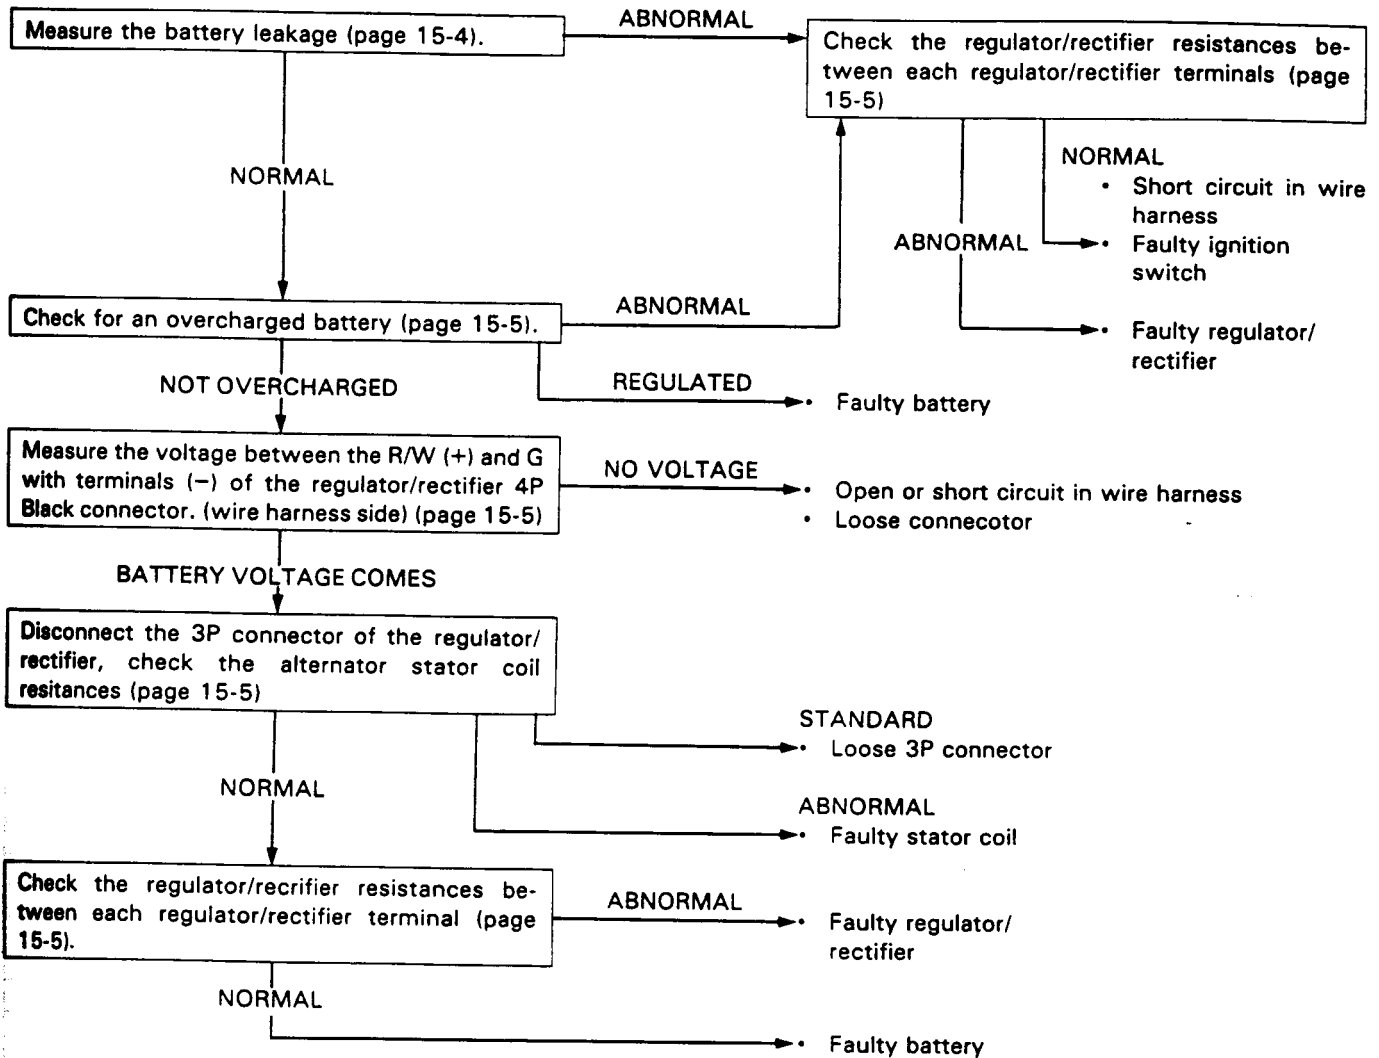 Measure the battery leakage (page 15-4).
ABNORMAL
Check the regulator/rectifier resistances be-
tween each regulator/rectifier terminals (page
15-5)
NORMAL
NORMAL
• Short circuit in wire
harness
ABNORMAL
• Faulty ignition
switch
• Faulty regulator/
rectifier
Check for an overcharged battery (page 15-5).
ABNORMAL
NOT OVERCHARGED
REGULATED
• Faulty battery
Measure the voltage between the R/W (+) and G
with terminals (−) of the regulator/rectifier 4P
Black connector. (wire harness side) (page 15-5)
NO VOLTAGE
• Open or short circuit in wire harness
• Loose connecotor
BATTERY VOLTAGE COMES
Disconnect the 3P connector of the regulator/
rectifier, check the alternator stator coil
resitances (page 15-5)
STANDARD
• Loose 3P connector
NORMAL
ABNORMAL
• Faulty stator coil
Check the regulator/recrifier resistances be-
tween each regulator/rectifier terminal (page
15-5).
ABNORMAL
• Faulty regulator/
rectifier
NORMAL
• Faulty battery